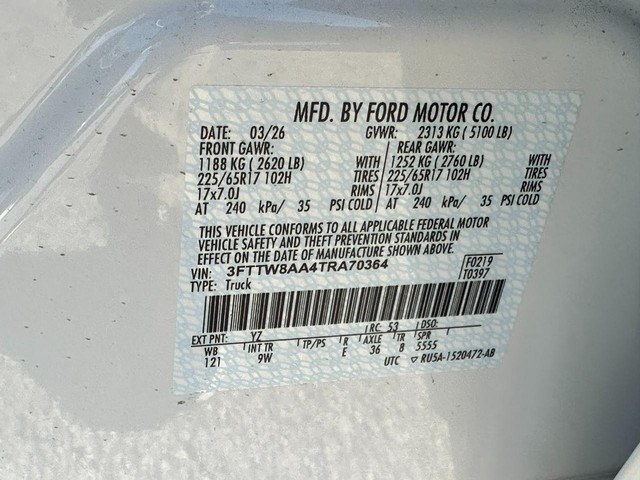 MFD. BY FORD MOTOR CO.
DATE: 03/26 GVWR: 2313 KG ( 5100 LB)
FRONT GAWR: REAR GAWR:
1188 KG ( 2620 LB) WITH 1252 KG ( 2760 LB) WITH
225/65R17 102H TIRES 225/65R17 102H TIRES
17x7.0J RIMS 17x7.0J RIMS
AT 240 kPa/ 35 PSI COLD AT 240 kPa/ 35 PSI COLD
THIS VEHICLE CONFORMS TO ALL APPLICABLE FEDERAL MOTOR
VEHICLE SAFETY AND THEFT PREVENTION STANDARDS IN
EFFECT ON THE DATE OF MANUFACTURE SHOWN ABOVE.
VIN: 3FTTW8AA4TRA70364 F0219
TYPE: Truck T0397
EXT PNT: YZ RC: 53 DSO:
WB INT TR TP/PS R AXLE TR SPR
121 9W E 36 8 5555
UTC ▽ RU5A-1520472-AB